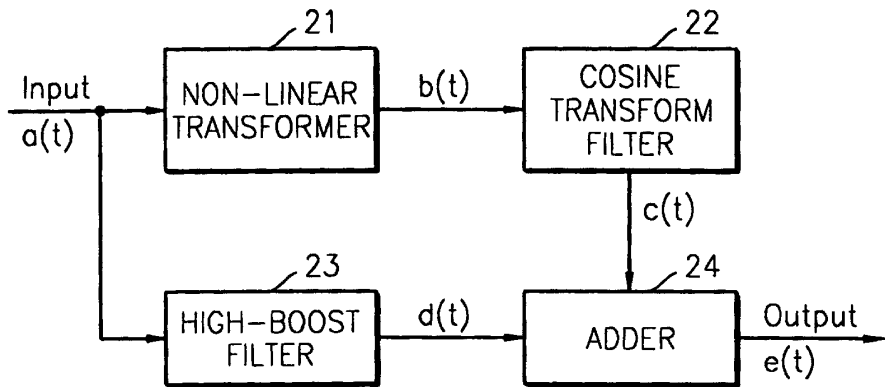 21
22
Input
a(t)
NON-LINEAR
TRANSFORMER
b(t)
COSINE
TRANSFORM
FILTER
c(t)
23
24
HIGH-BOOST
FILTER
d(t)
ADDER
Output
e(t)